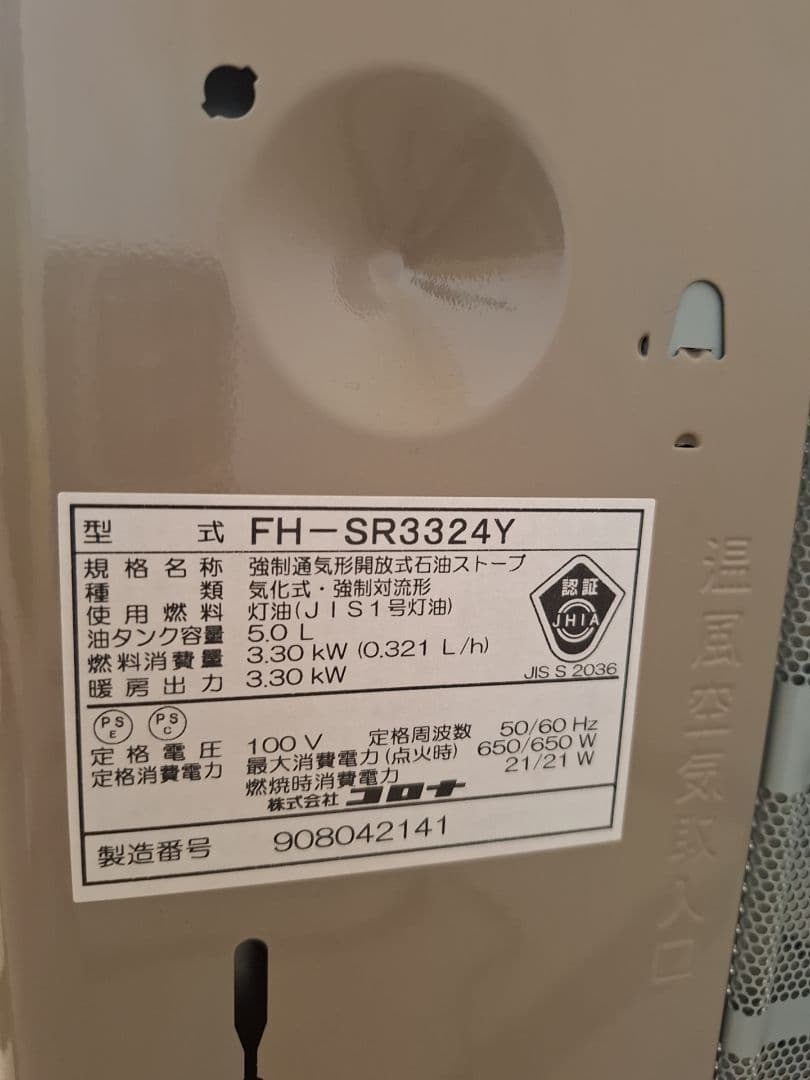 型式 FH-SR3324Y
規格名称 強制通気形開放式石油ストーブ
種類 気化式・強制対流形
使用燃料 灯油(JIS1号灯油)
油タンク容量 5.0 L
燃料消費量 3.30 kW (0.321 L/h)
暖房出力 3.30 kW
認証
JHIA
JIS S 2036
PS E PS C
定格電圧 100 V 定格周波数 50/60 Hz
定格消費電力 最大消費電力(点火時) 650/650 W
燃焼時消費電力 21/21 W
株式会社 コロナ
製造番号 908042141
温風空気取入口